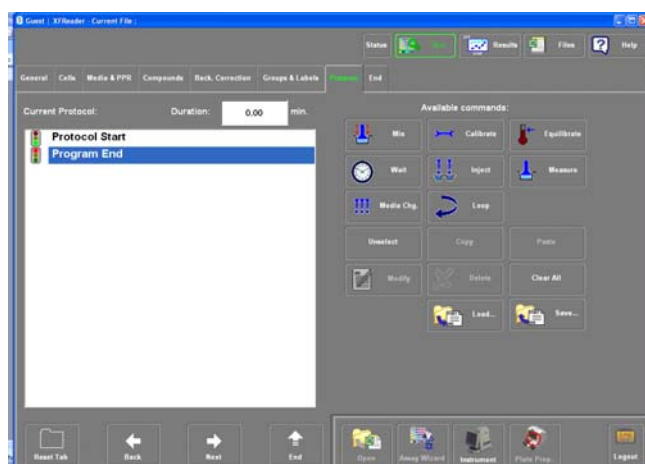 Guest | XFReader - Current File :
Status
Results
Files
Help
General Cells Media & PPR Compounds Back. Correction Groups & Labels Protocol End
Current Protocol: Duration: 0.00 min.
Available commands:
Protocol Start
Program End
Mix Calibrate Equilibrate
Wait Inject Measure
Media Chg. Loop
Unselect Copy Paste
Modify Delete Clear All
Load... Save...
Reset Tab Back Next End
Open Assay Wizard Instrument Plate Prep... Logout